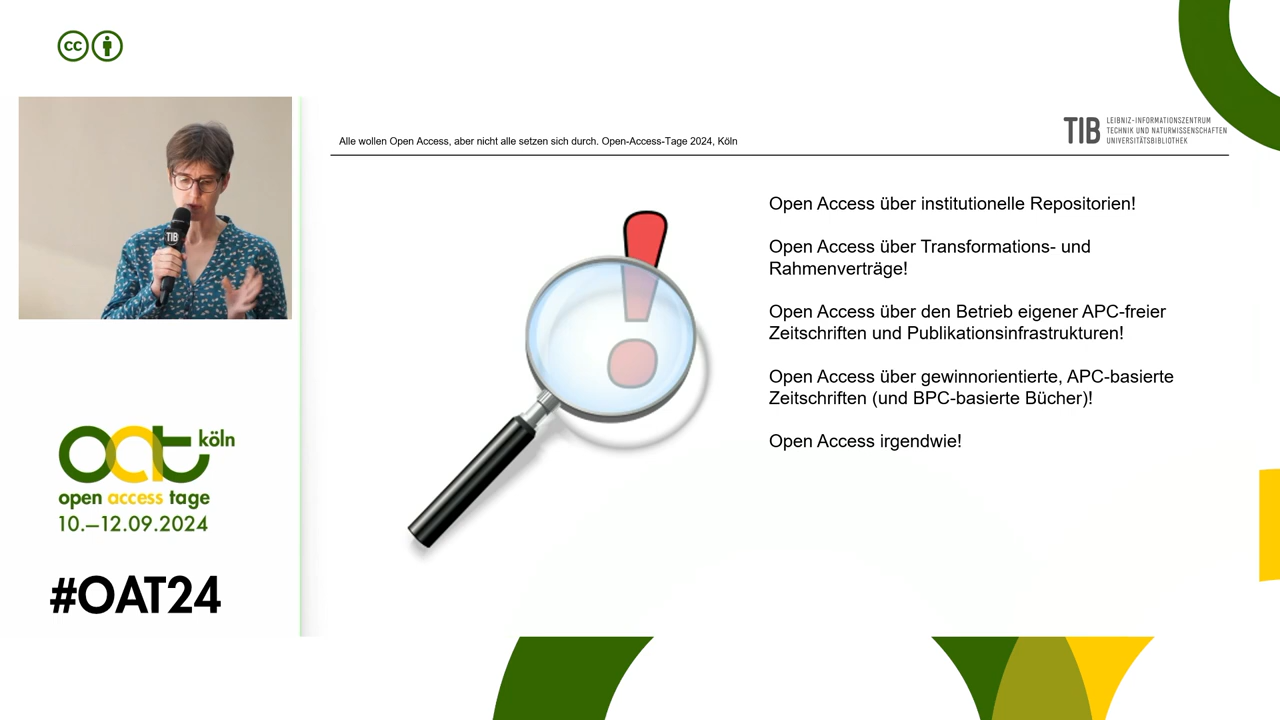 cc
Alle wollen Open Access, aber nicht alle setzen sich durch. Open-Access-Tage 2024, Köln
TIB
LEIBNIZ-INFORMATIONSZENTRUM
TECHNIK UND NATURWISSENSCHAFTEN
UNIVERSITÄTSBIBLIOTHEK
TIB
Open Access über institutionelle Repositorien!
Open Access über Transformations- und
Rahmenverträge!
Open Access über den Betrieb eigener APC-freier
Zeitschriften und Publikationsinfrastrukturen!
Open Access über gewinnorientierte, APC-basierte
Zeitschriften (und BPC-basierte Bücher)!
Open Access irgendwie!
oat köln
open access tage
10.–12.09.2024
#OAT24